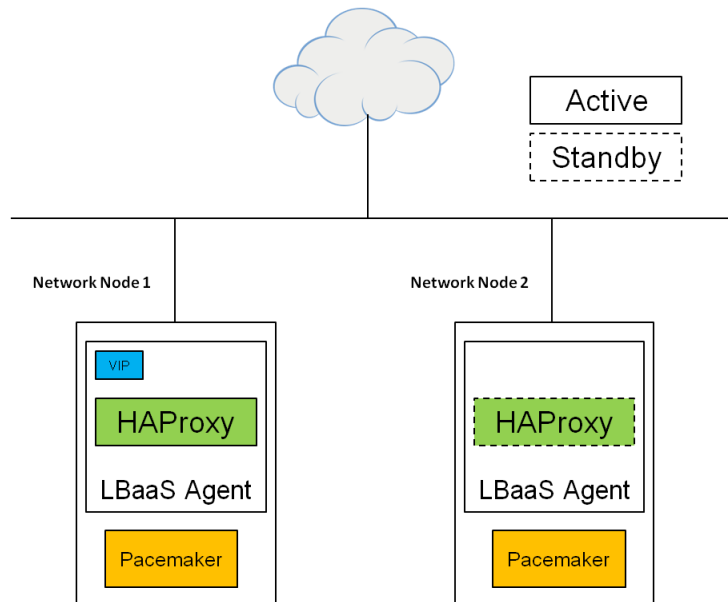 Active
Standby
Network Node 1
Network Node 2
VIP
HAProxy
LBaaS Agent
Pacemaker
HAProxy
LBaaS Agent
Pacemaker